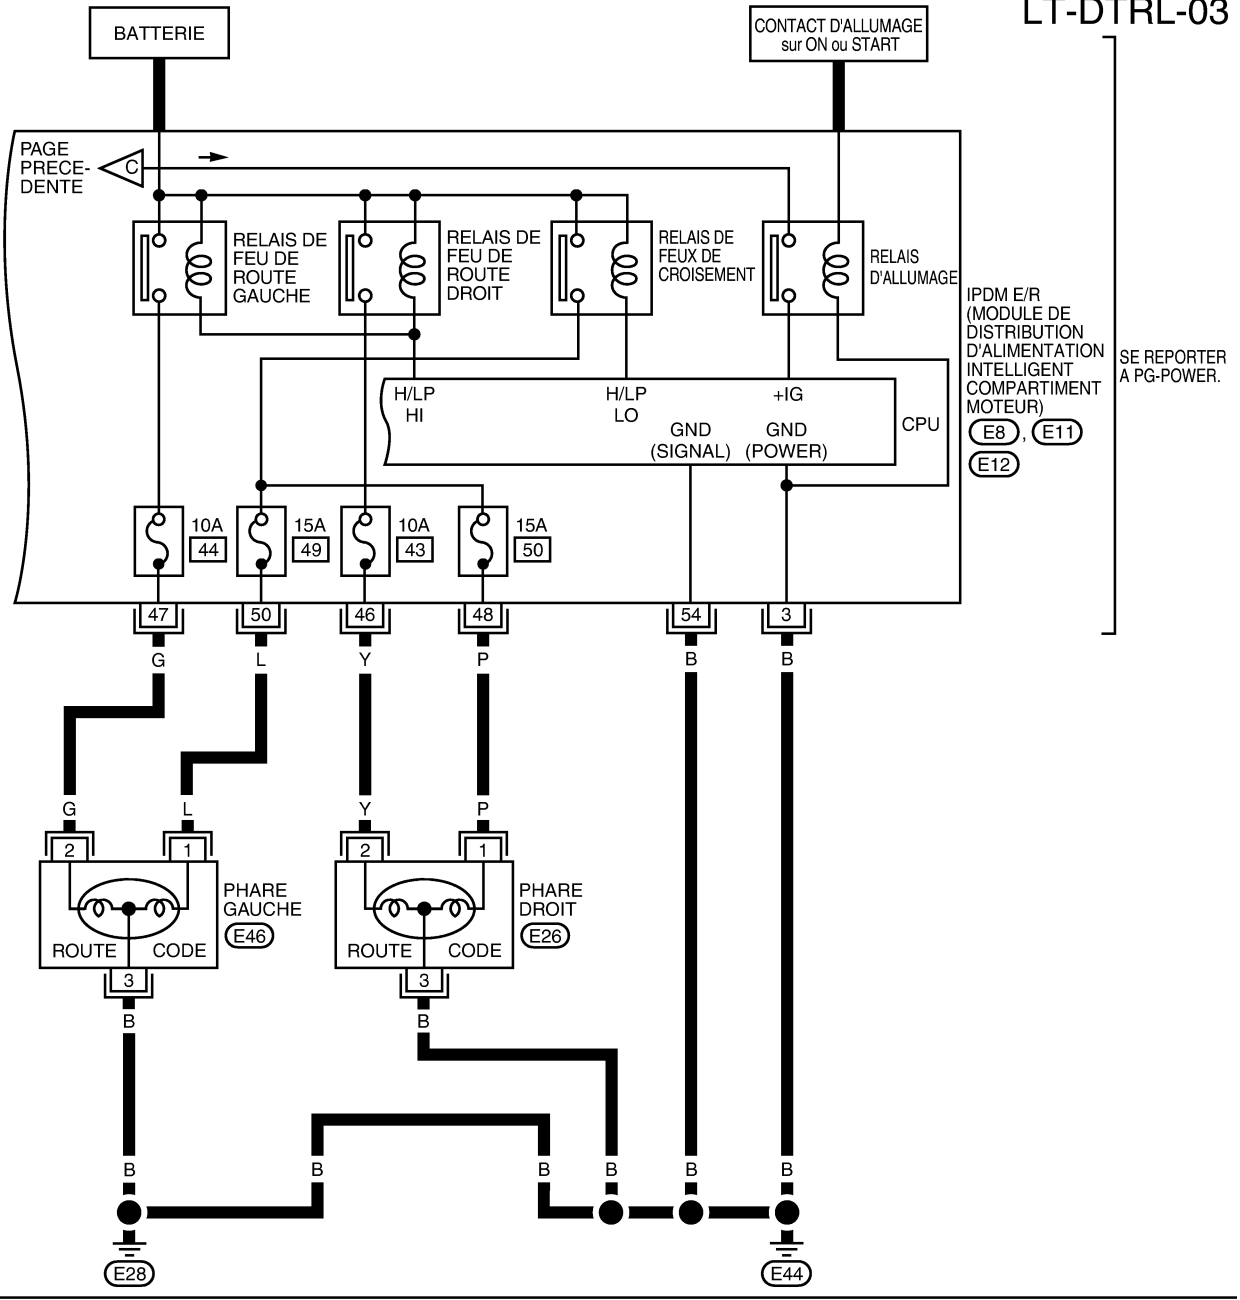 LT-DTRL-03
BATTERIE
CONTACT D'ALLUMAGE
sur ON ou START
PAGE
PRECE-
DENTE
C
RELAIS DE
FEU DE
ROUTE
GAUCHE
RELAIS DE
FEU DE
ROUTE
DROIT
RELAIS DE
FEUX DE
CROISEMENT
RELAIS
D'ALLUMAGE
IPDM E/R
(MODULE DE
DISTRIBUTION
D'ALIMENTATION
INTELLIGENT
COMPARTIMENT
MOTEUR)
E8 , E11
E12
SE REPORTER
A PG-POWER.
H/LP
HI
H/LP
LO
+IG
GND
(SIGNAL)
GND
(POWER)
CPU
10A
44
15A
49
10A
43
15A
50
47 50 46 48 54 3
G L Y P B B
G L Y P
2 1 2 1
PHARE
GAUCHE
E46
ROUTE CODE
PHARE
DROIT
E26
ROUTE CODE
3 3
B B
B B B B B B
E28 E44